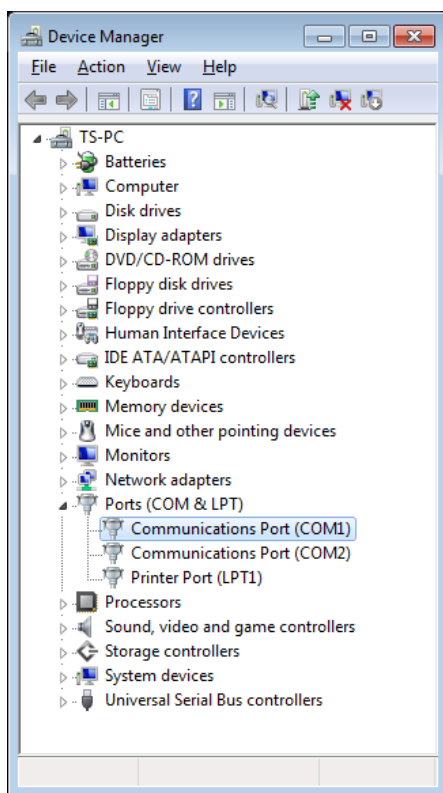 Device Manager
File Action View Help
TS-PC
Batteries
Computer
Disk drives
Display adapters
DVD/CD-ROM drives
Floppy disk drives
Floppy drive controllers
Human Interface Devices
IDE ATA/ATAPI controllers
Keyboards
Memory devices
Mice and other pointing devices
Monitors
Network adapters
Ports (COM & LPT)
Communications Port (COM1)
Communications Port (COM2)
Printer Port (LPT1)
Processors
Sound, video and game controllers
Storage controllers
System devices
Universal Serial Bus controllers